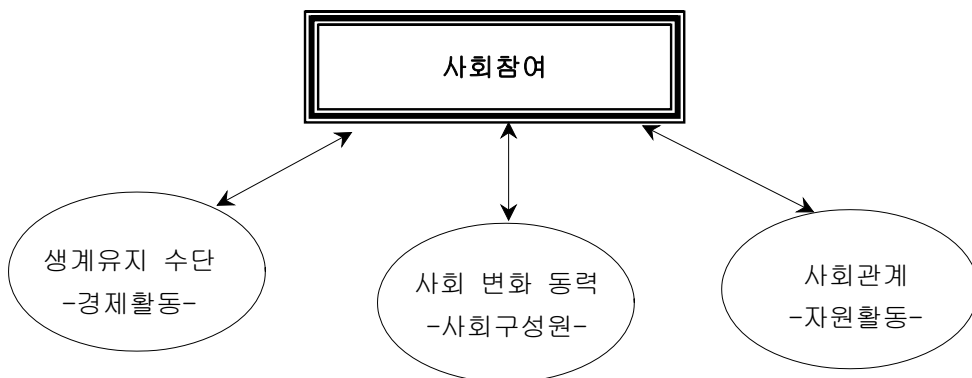 사회참여
생계유지 수단
-경제활동-
사회 변화 동력
-사회구성원-
사회관계
-자원활동-